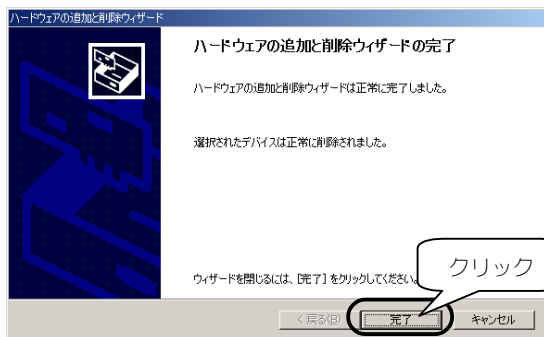 ハードウェアの追加と削除ウィザード
ハードウェアの追加と削除ウィザードの完了
ハードウェアの追加と削除ウィザードは正常に完了しました。
選択されたデバイスは正常に削除されました。
ウィザードを閉じるには、[完了] をクリックしてください。
クリック
< 戻る(B)
完了
キャンセル